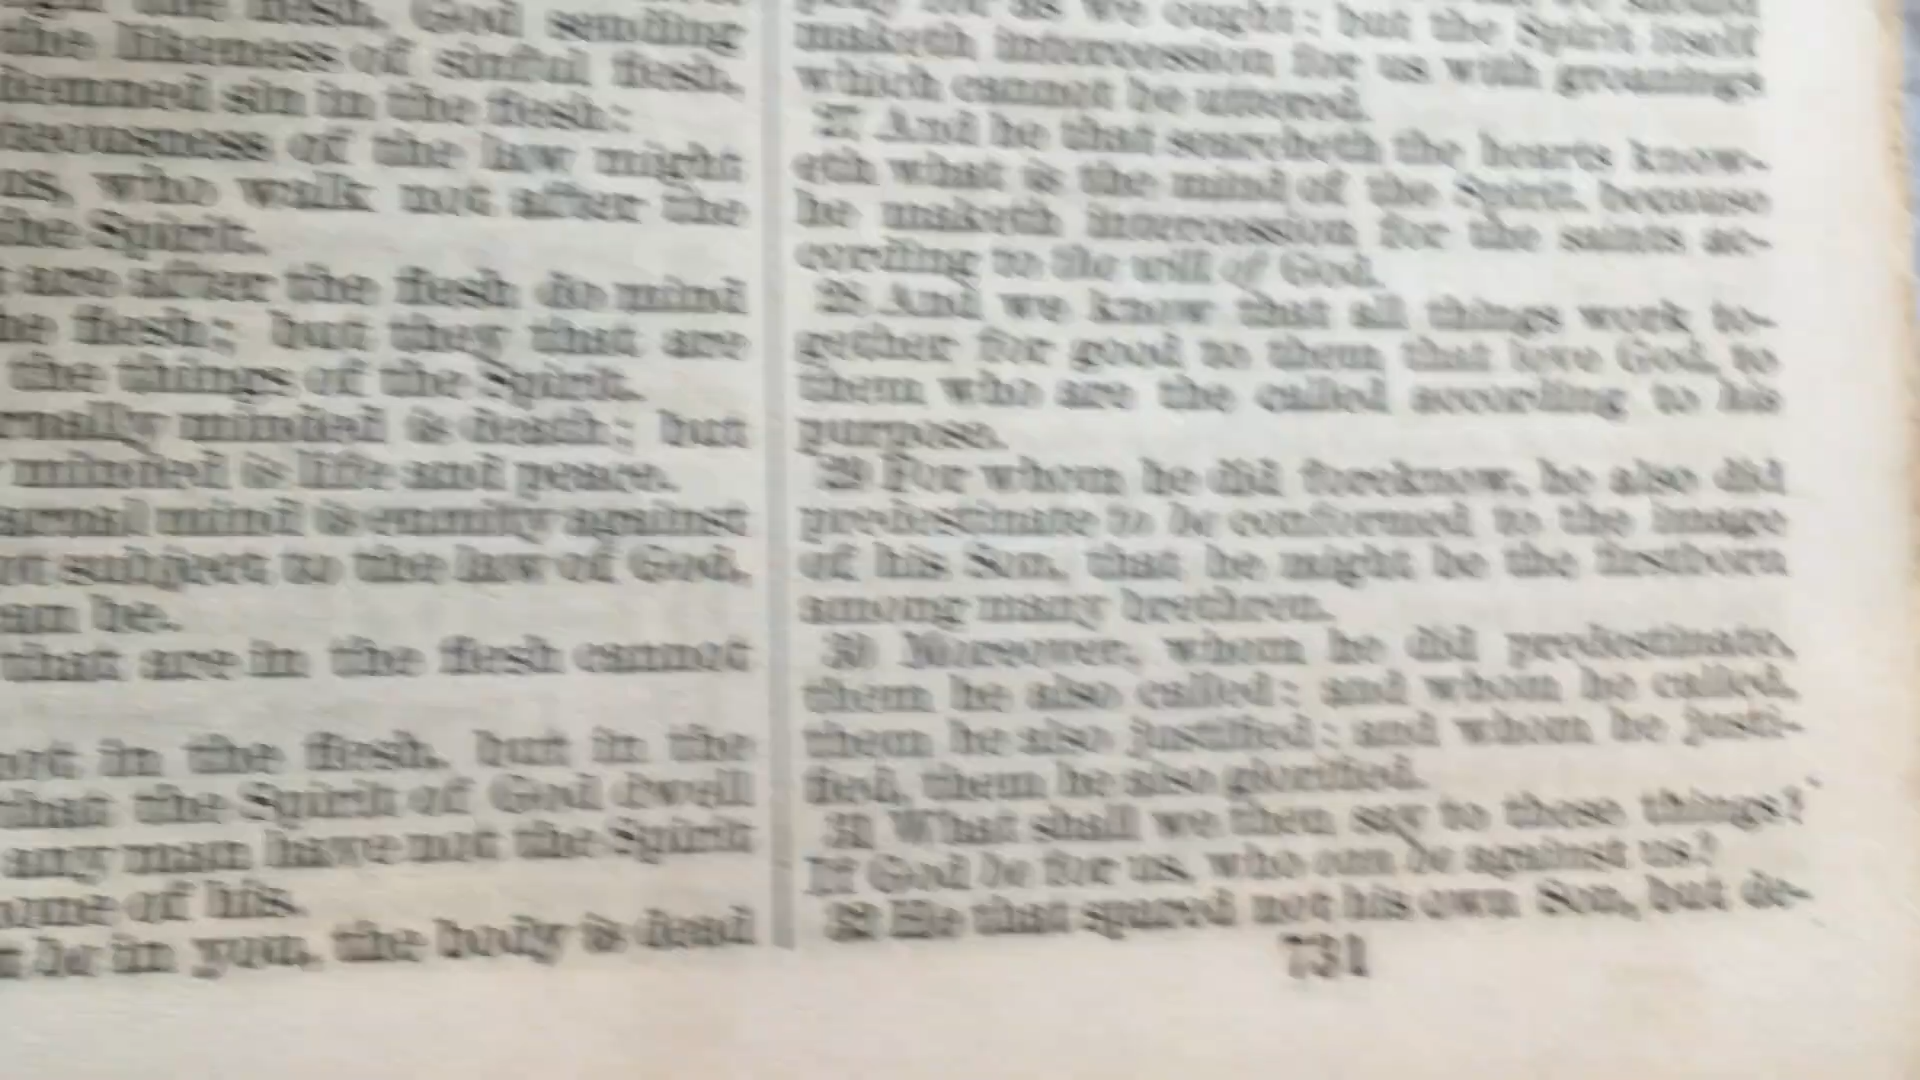 the flesh, God sending
the likeness of sinful flesh,
demned sin in the flesh:
teousness of the law might
us, who walk not after the
the Spirit.
are after the flesh do mind
he flesh; but they that are
the things of the Spirit.
rnally minded is death; but
minded is life and peace.
arnal mind is enmity against
ot subject to the law of God,
can be.
that are in the flesh cannot
not in the flesh, but in the
that the Spirit of God dwell
any man have not the Spirit
none of his.
t be in you, the body is dead
as we ought: but the Spirit itself
maketh intercession for us with groanings
which cannot be uttered.
27 And he that searcheth the hearts know-
eth what is the mind of the Spirit, because
he maketh intercession for the saints ac-
cording to the will of God.
28 And we know that all things work to-
gether for good to them that love God, to
them who are the called according to his
purpose.
29 For whom he did foreknow, he also did
predestinate to be conformed to the image
of his Son, that he might be the firstborn
among many brethren.
30 Moreover, whom he did predestinate,
them he also called: and whom he called,
them he also justified: and whom he justi-
fied, them he also glorified.
31 What shall we then say to these things?
If God be for us, who can be against us?
32 He that spared not his own Son, but de-
731